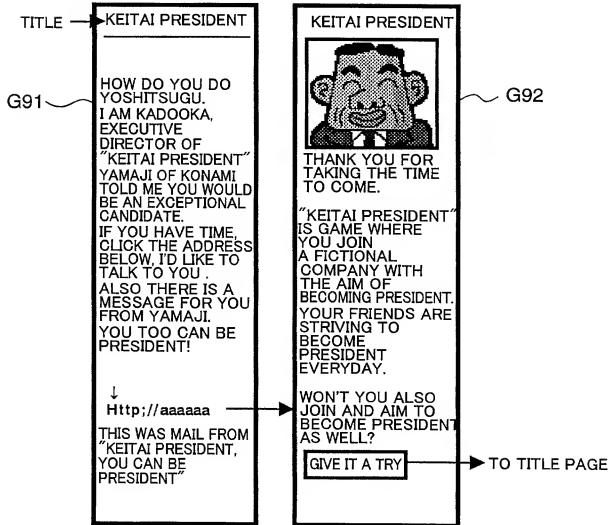 TITLE
KEITAI PRESIDENT
G91
HOW DO YOU DO
YOSHITSUGU.
I AM KADOOKA,
EXECUTIVE
DIRECTOR OF
"KEITAI PRESIDENT"
YAMAJI OF KONAMI
TOLD ME YOU WOULD
BE AN EXCEPTIONAL
CANDIDATE.
IF YOU HAVE TIME,
CLICK THE ADDRESS
BELOW, I'D LIKE TO
TALK TO YOU .
ALSO THERE IS A
MESSAGE FOR YOU
FROM YAMAJI.
YOU TOO CAN BE
PRESIDENT!
↓
Http;//aaaaaa
THIS WAS MAIL FROM
"KEITAI PRESIDENT,
YOU CAN BE
PRESIDENT"
KEITAI PRESIDENT
G92
THANK YOU FOR
TAKING THE TIME
TO COME.
"KEITAI PRESIDENT"
IS GAME WHERE
YOU JOIN
A FICTIONAL
COMPANY WITH
THE AIM OF
BECOMING PRESIDENT.
YOUR FRIENDS ARE
STRIVING TO
BECOME
PRESIDENT
EVERYDAY.
WON'T YOU ALSO
JOIN AND AIM TO
BECOME PRESIDENT
AS WELL?
GIVE IT A TRY
TO TITLE PAGE